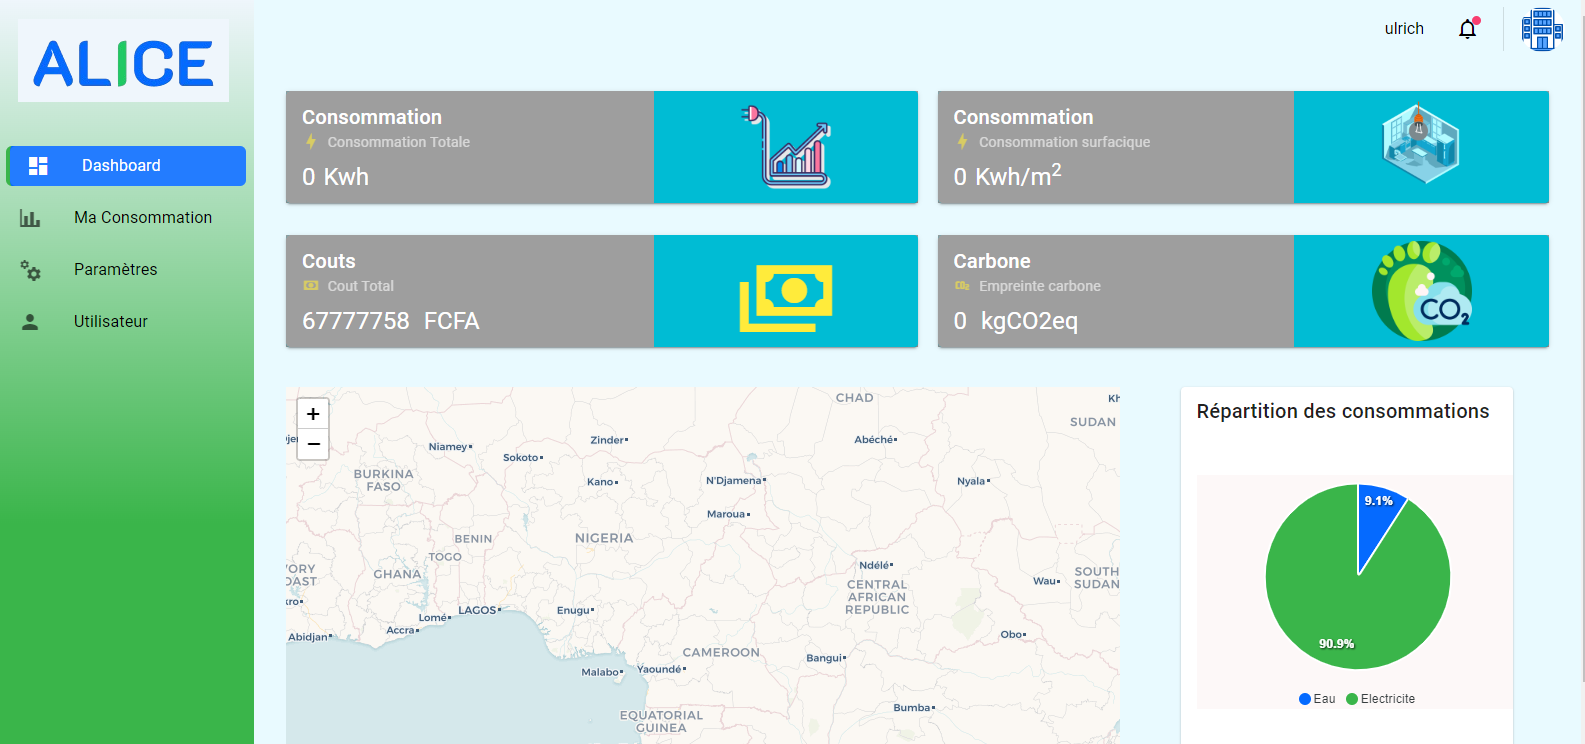 ALICE
ulrich
Dashboard
Ma Consommation
Paramètres
Utilisateur
Consommation
Consommation Totale
0 Kwh
Consommation
Consommation surfacique
0 Kwh/m²
Couts
Cout Total
67777758 FCFA
Carbone
Empreinte carbone
0 kgCO2eq
CO₂
+
−
CHAD
SUDAN
Niamey
Zinder
Abéché
Sokoto
BURKINA
FASO
Kano
N'Djamena
Nyala
Maroua
BENIN
NIGERIA
TOGO
GHANA
Ndélé
CENTRAL
AFRICAN
REPUBLIC
Wau
SOUTH
SUDAN
LAGOS
Enugu
Lomé
Accra
Abidjan
Obo
CAMEROON
Bangui
Malabo
Yaoundé
Bumba
EQUATORIAL
GUINEA
Répartition des consommations
9.1%
90.9%
Eau
Electricite